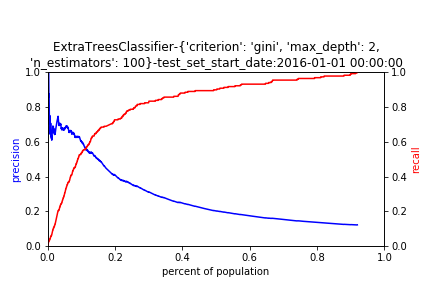 ExtraTreesClassifier-{'criterion': 'gini', 'max_depth': 2,
'n_estimators': 100}-test_set_start_date:2016-01-01 00:00:00
1.0
0.8
0.6
0.4
0.2
0.0
precision
1.0
0.8
0.6
0.4
0.2
0.0
recall
0.0 0.2 0.4 0.6 0.8 1.0
percent of population